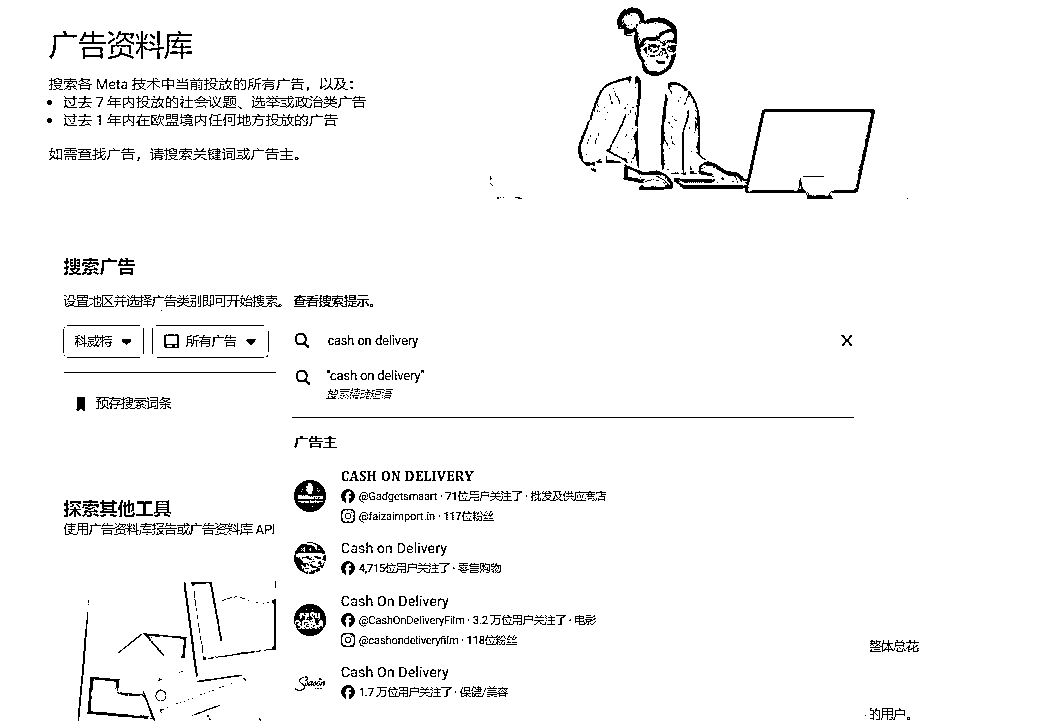 广告资料库
搜索各 Meta 技术中当前投放的所有广告，以及：
• 过去 7 年内投放的社会议题、选举或政治类广告
• 过去 1 年内在欧盟境内任何地方投放的广告
如需查找广告，请搜索关键词或广告主。
搜索广告
设置地区并选择广告类别即可开始搜索。 查看搜索提示。
科威特 所有广告
cash on delivery
"cash on delivery"
搜索精确短语
预存搜索词条
广告主
CASH ON DELIVERY
@Gadgetsmaart · 71位用户关注了 · 批发及供应商店
@faizaimport.in · 117位粉丝
探索其他工具
使用广告资料库报告或广告资料库 API
Cash on Delivery
4,715位用户关注了 · 零售购物
Cash On Delivery
@CashOnDeliveryFilm · 3.2 万位用户关注了 · 电影
@cashondeliveryfilm · 118位粉丝
整体总花
Cash On Delivery
1.7 万位用户关注了 · 保健/美容
的用户。